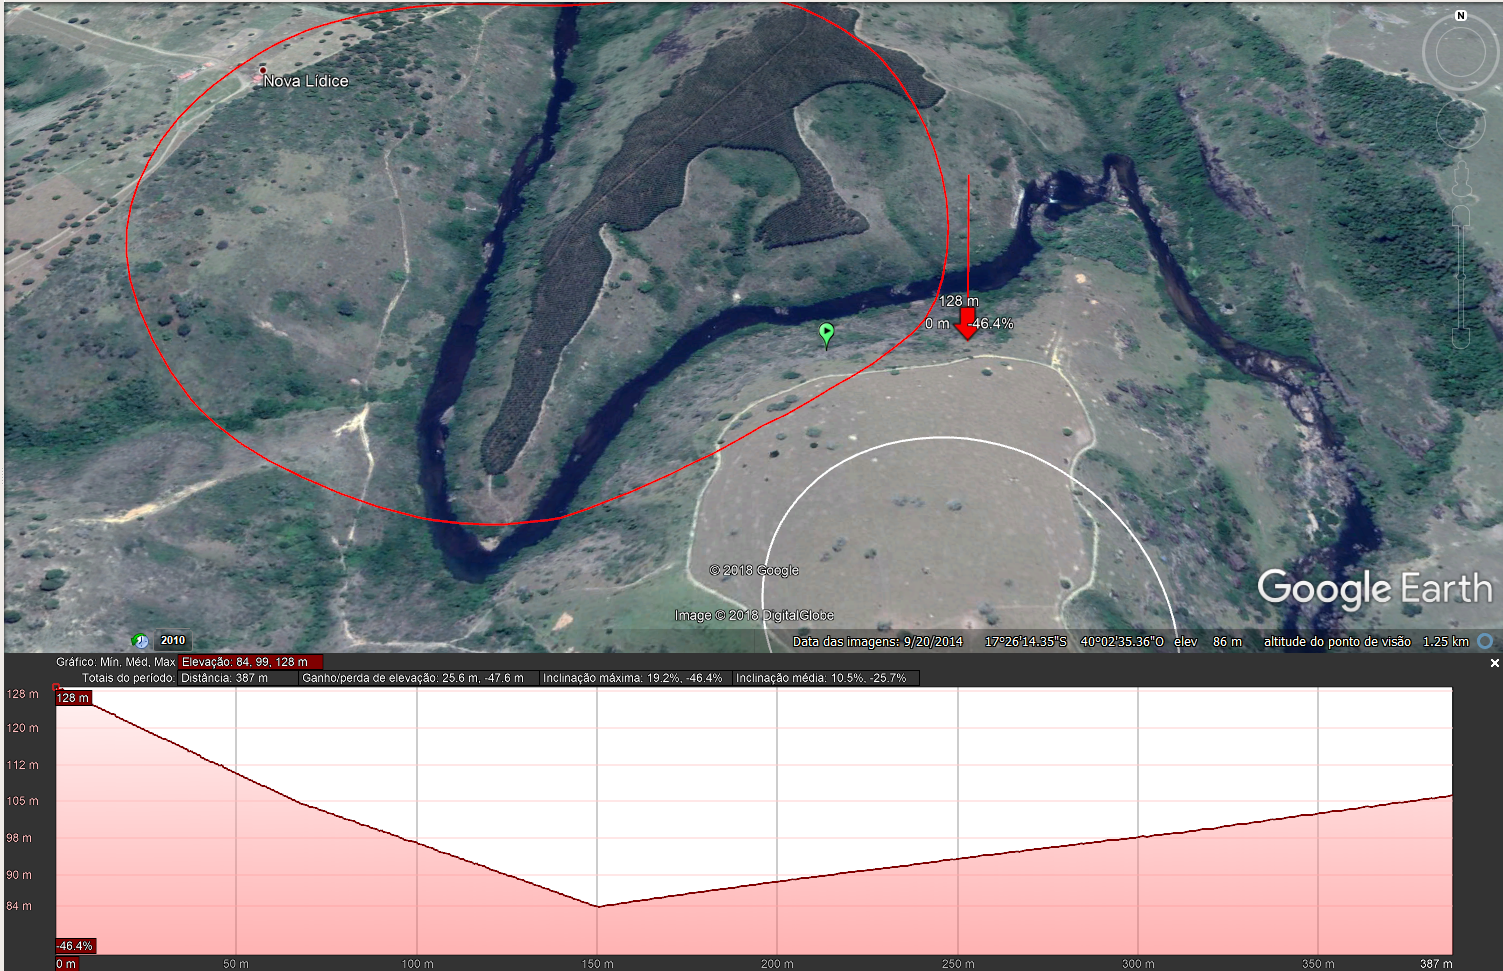 N
Nova Lídice
128 m
0 m -46.4%
© 2018 Google
Image © 2018 DigitalGlobe
Google Earth
2010
Data das imagens: 9/20/2014 17°26'14.35"S 40°02'35.36"O elev 86 m altitude do ponto de visão 1.25 km
Gráfico: Mín, Méd, Max Elevação: 84, 99, 128 m
Totais do período: Distância: 387 m Ganho/perda de elevação: 25.6 m, -47.6 m Inclinação máxima: 19.2%, -46.4% Inclinação média: 10.5%, -25.7%
128 m
128 m
120 m
112 m
105 m
98 m
90 m
84 m
-46.4%
0 m 50 m 100 m 150 m 200 m 250 m 300 m 350 m 387 m